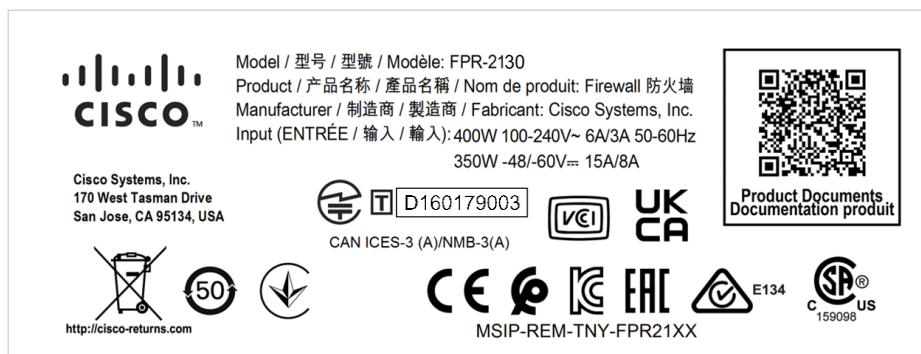 CISCO™
Model / 型号 / 型號 / Modèle: FPR-2130
Product / 产品名称 / 產品名稱 / Nom de produit: Firewall 防火墙
Manufacturer / 制造商 / 製造商 / Fabricant: Cisco Systems, Inc.
Input (ENTRÉE / 输入 / 輸入): 400W 100-240V~ 6A/3A 50-60Hz
350W -48/-60V⎓ 15A/8A
Product Documents
Documentation produit
Cisco Systems, Inc.
170 West Tasman Drive
San Jose, CA 95134, USA
T D160179003
VCI
UK
CA
CAN ICES-3 (A)/NMB-3(A)
50
http://cisco-returns.com
CE
EAC
E134
SA®
C US
159098
MSIP-REM-TNY-FPR21XX